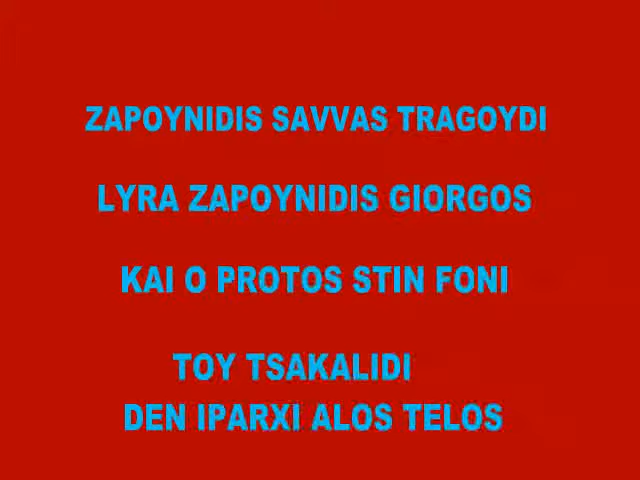 ZAPOYNIDIS SAVVAS TRAGOYDI
LYRA ZAPOYNIDIS GIORGOS
KAI O PROTOS STIN FONI
TOY TSAKALIDI
DEN IPARXI ALOS TELOS